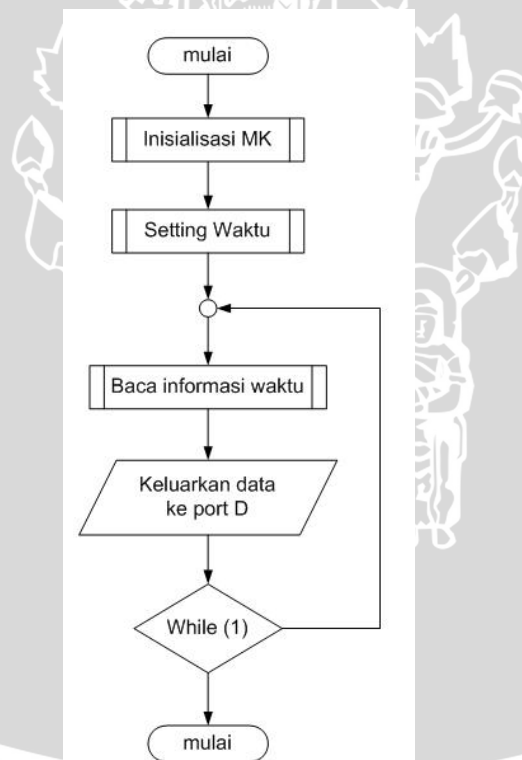 mulai
Inisialisasi MK
Setting Waktu
Baca informasi waktu
Keluarkan data
ke port D
While (1)
mulai